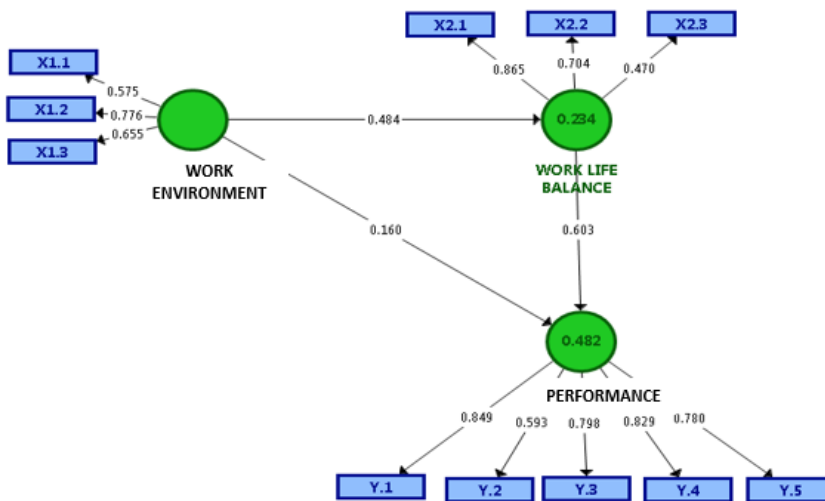 X2.1
X2.2
X2.3
X1.1
X1.2
X1.3
0.575
0.776
0.655
0.865
0.704
0.470
0.484
0.234
WORK
ENVIRONMENT
WORK LIFE
BALANCE
0.160
0.603
0.482
PERFORMANCE
0.849
0.593
0.798
0.829
0.780
Y.1
Y.2
Y.3
Y.4
Y.5